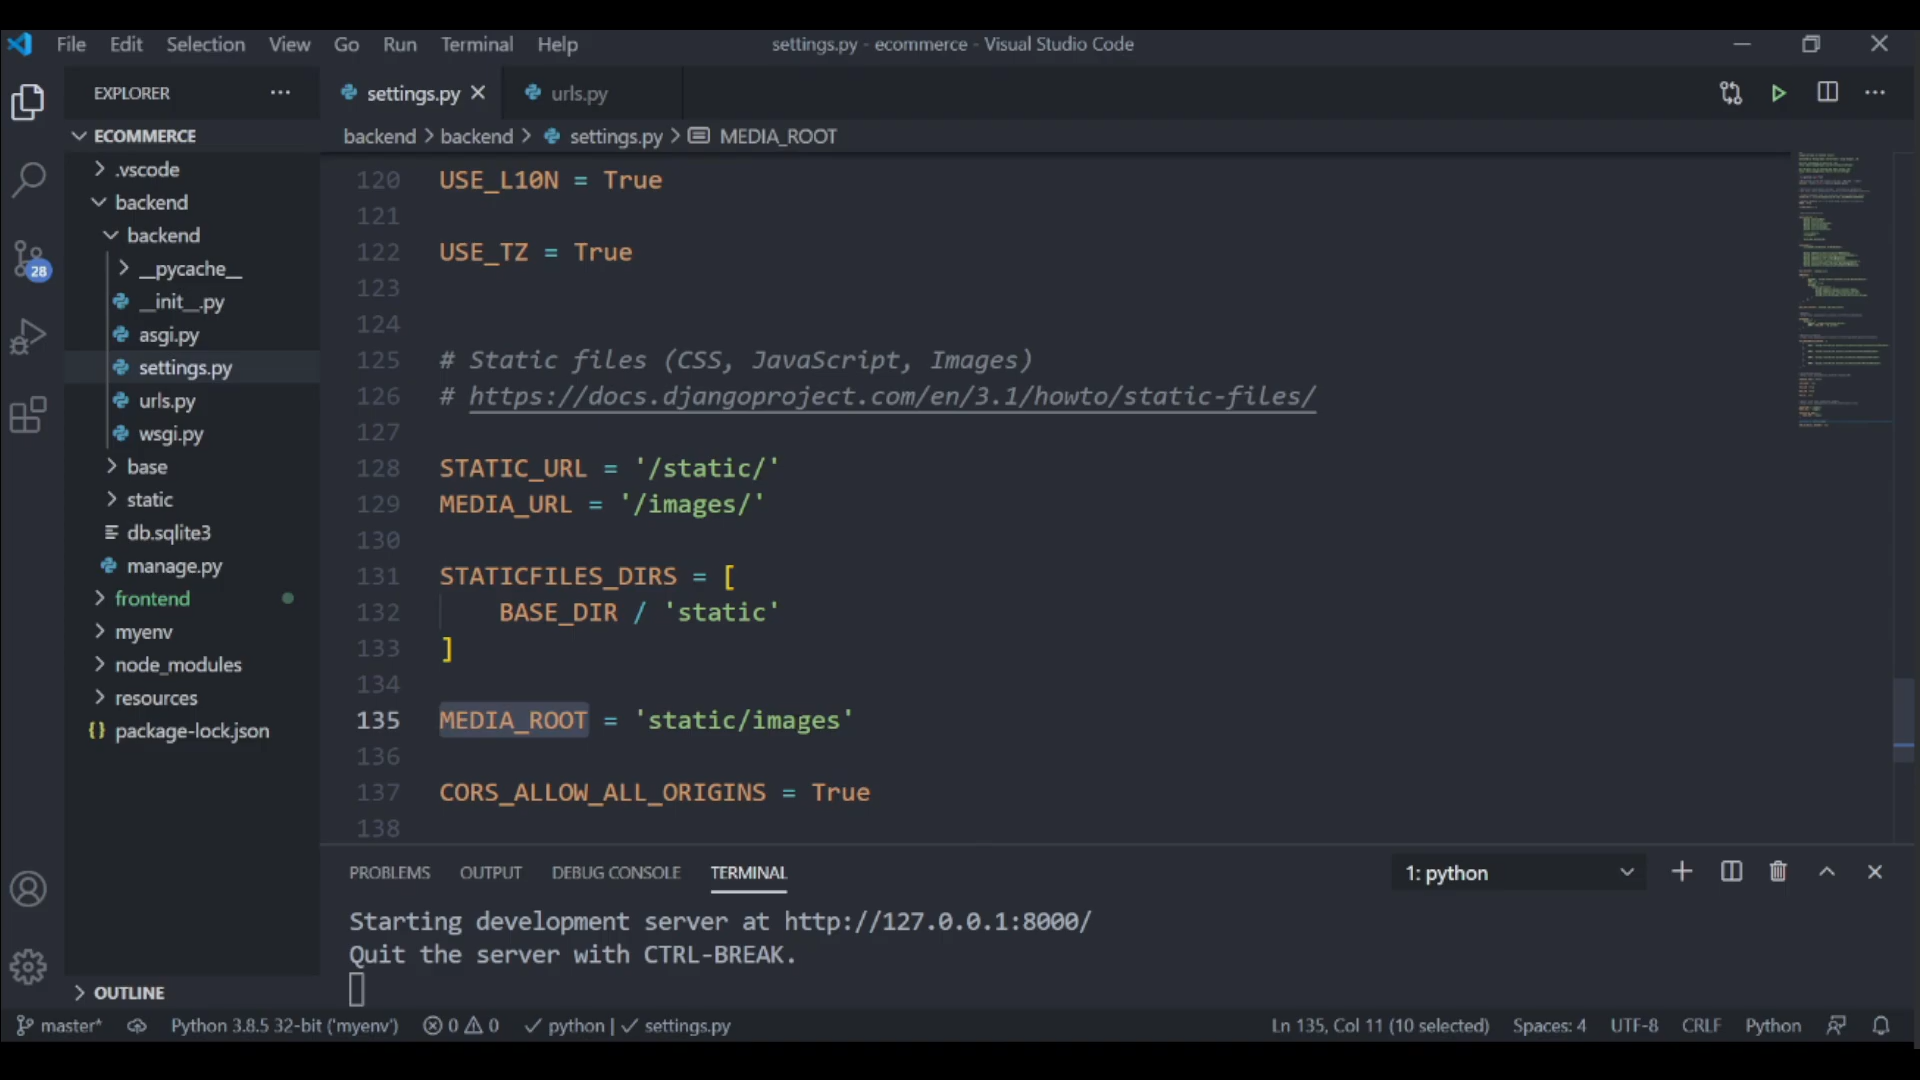 File Edit Selection View Go Run Terminal Help
settings.py - ecommerce - Visual Studio Code
EXPLORER
ECOMMERCE
.vscode
backend
backend
__pycache__
__init__.py
asgi.py
settings.py
urls.py
wsgi.py
base
static
db.sqlite3
manage.py
frontend
myenv
node_modules
resources
package-lock.json
OUTLINE
28
settings.py urls.py
backend > backend > settings.py > MEDIA_ROOT
120 USE_L10N = True
121
122 USE_TZ = True
123
124
125 # Static files (CSS, JavaScript, Images)
126 # https://docs.djangoproject.com/en/3.1/howto/static-files/
127
128 STATIC_URL = '/static/'
129 MEDIA_URL = '/images/'
130
131 STATICFILES_DIRS = [
132 BASE_DIR / 'static'
133 ]
134
135 MEDIA_ROOT = 'static/images'
136
137 CORS_ALLOW_ALL_ORIGINS = True
138
PROBLEMS OUTPUT DEBUG CONSOLE TERMINAL
1: python
Starting development server at http://127.0.0.1:8000/
Quit the server with CTRL-BREAK.
master* Python 3.8.5 32-bit ('myenv') 0 0 python | settings.py
Ln 135, Col 11 (10 selected) Spaces: 4 UTF-8 CRLF Python